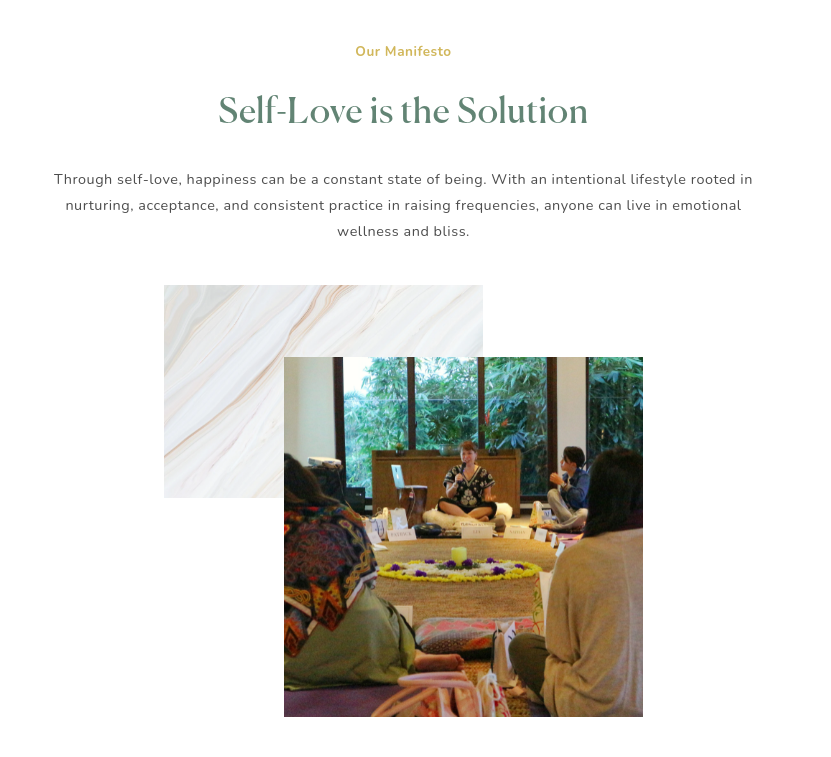 Our Manifesto
Self-Love is the Solution
Through self-love, happiness can be a constant state of being. With an intentional lifestyle rooted in
nurturing, acceptance, and consistent practice in raising frequencies, anyone can live in emotional
wellness and bliss.